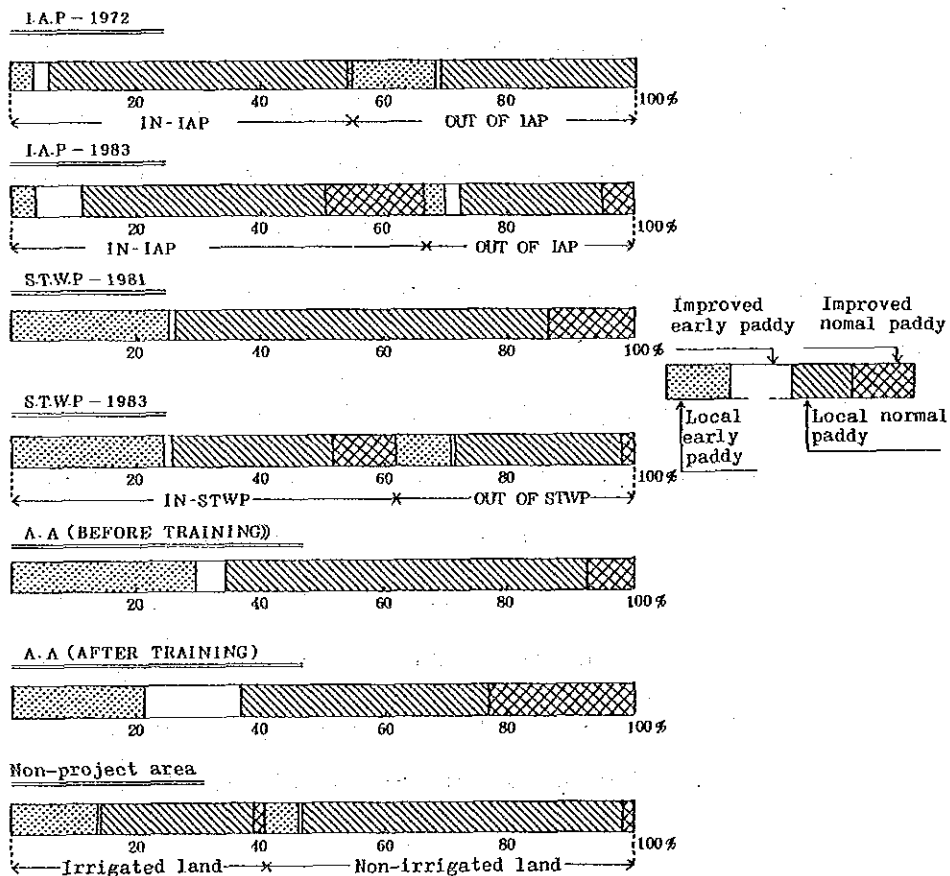 I.A.P - 1972
20 40 60 80 100%
IN-IAP OUT OF IAP
I.A.P - 1983
20 40 60 80 100%
IN-IAP OUT OF IAP
S.T.W.P - 1981
20 40 60 80 100%
Improved early paddy
Improved nomal paddy
Local early paddy
Local normal paddy
S.T.W.P - 1983
20 40 60 80 100%
IN-STWP OUT OF STWP
A.A (BEFORE TRAINING)
20 40 60 80 100%
A.A (AFTER TRAINING)
20 40 60 80 100%
Non-project area
20 40 60 80 100%
Irrigated land Non-irrigated land